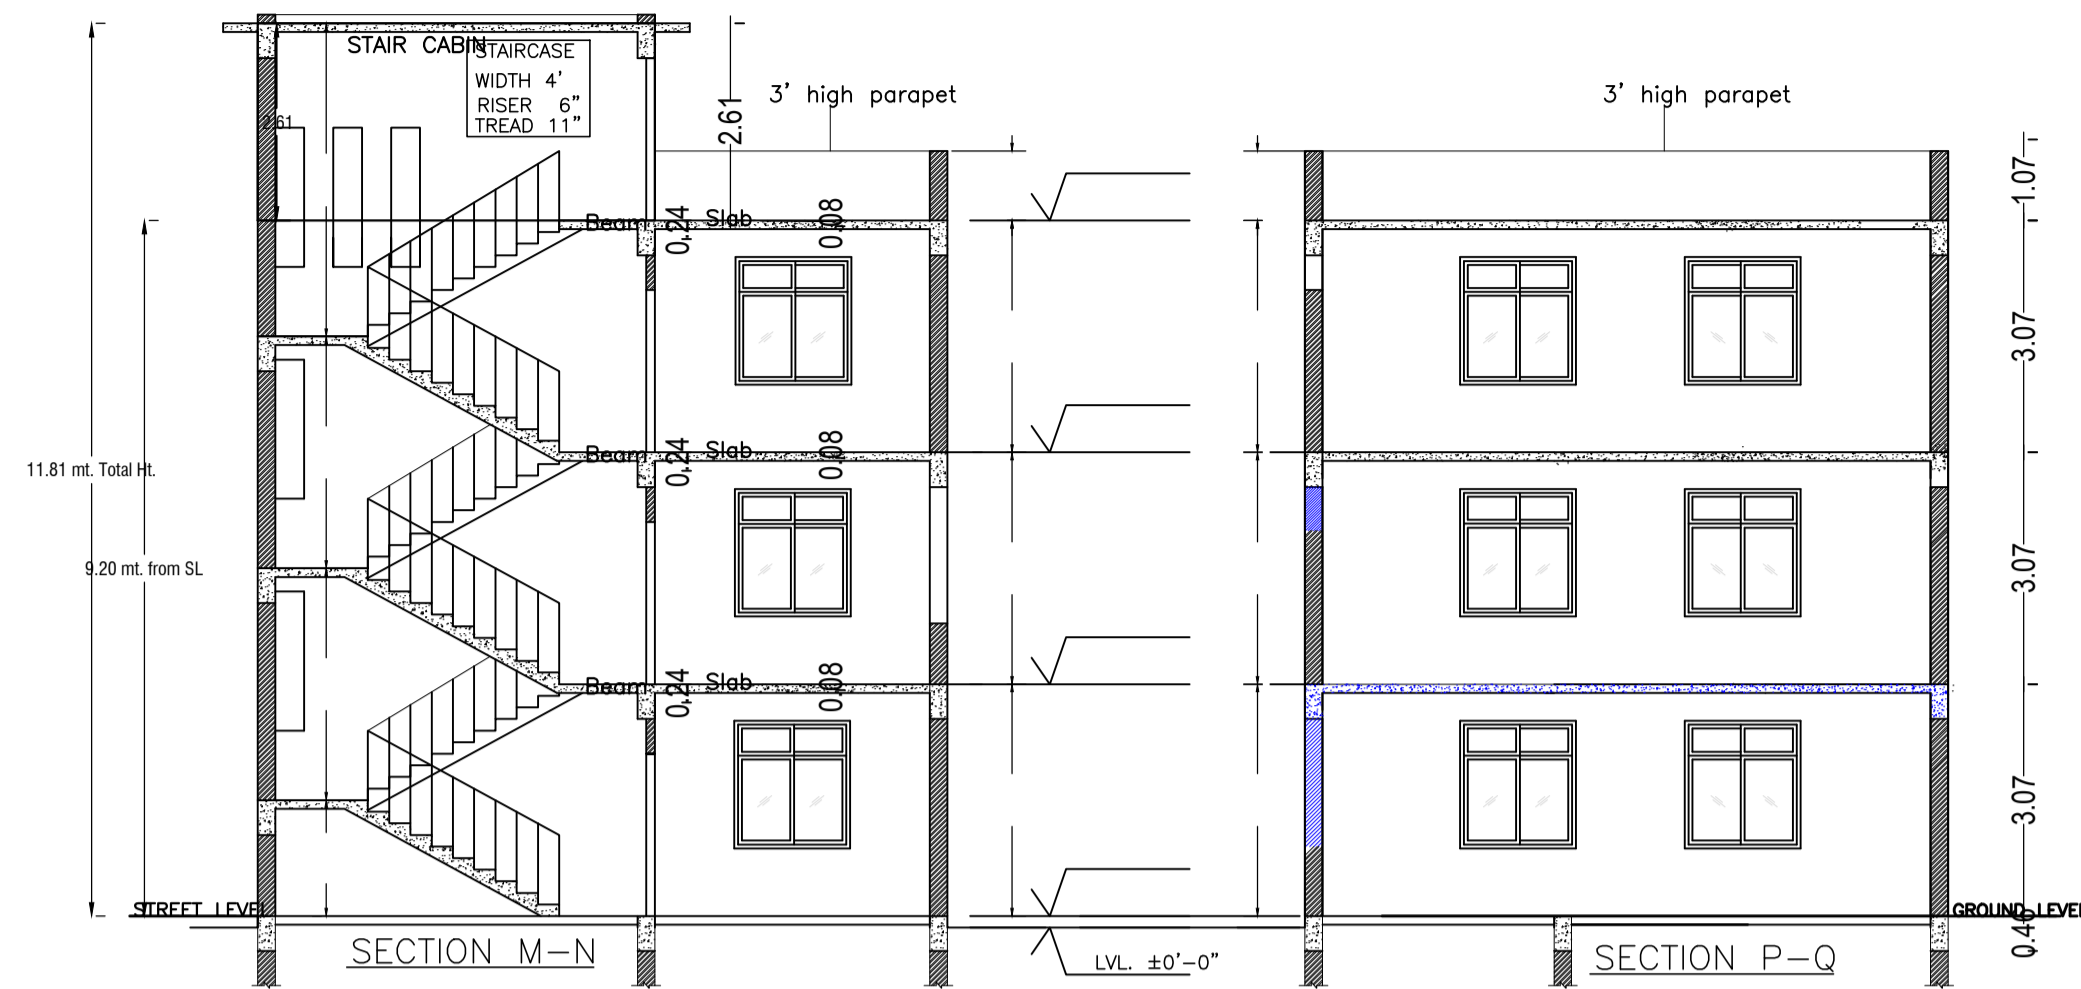 STAIR CABIN
STAIRCASE
WIDTH 4'
RISER 6"
TREAD 11"
2.61
2.61
3' high parapet
3' high parapet
1.07
Beam
0.24
Slab
0.08
3.07
Beam
0.24
Slab
0.08
11.81 mt. Total Ht.
9.20 mt. from SL
3.07
Beam
0.24
Slab
0.08
3.07
STREET LEVEL
GROUND LEVEL
0.46
SECTION M-N
LVL. ±0'-0"
SECTION P-Q